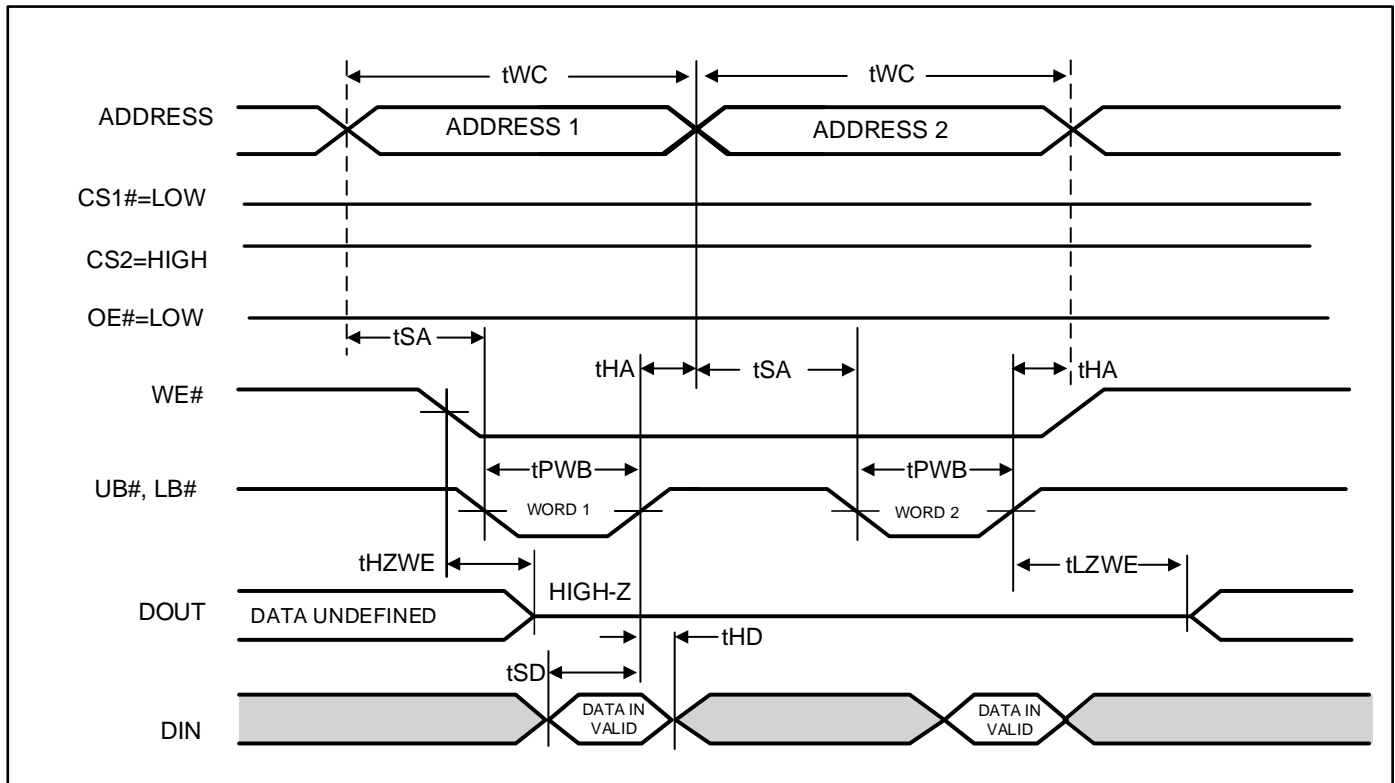 tWC tWC
ADDRESS ADDRESS 1 ADDRESS 2
CS1#=LOW
CS2=HIGH
OE#=LOW
tSA tHA tSA tHA
WE#
tPWB tPWB
UB#, LB# WORD 1 WORD 2
tHZWE tLZWE
HIGH-Z
DOUT DATA UNDEFINED
tHD
tSD
DIN DATA IN DATA IN
VALID VALID